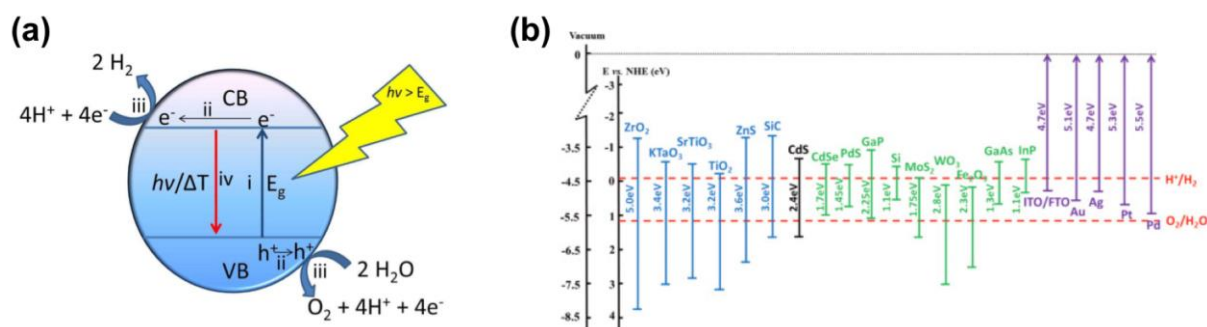 (a)
2 H₂
4H⁺ + 4e⁻
iii
CB
e⁻
ii
e⁻
hv > Eg
hν/ΔT
iv
i
Eg
h⁺
h⁺
ii
VB
iii
2 H₂O
O₂ + 4H⁺ + 4e⁻
(b)
Vacuum
0
E vs. NHE (eV)
-3
-2
-3.5
-1
-4.5
0
-5.5
1
-6.5
2
-7.5
3
-8.5
4
ZrO₂
5.0eV
KTaO₃
3.4eV
SrTiO₃
3.2eV
TiO₂
3.2eV
ZnS
3.6eV
SiC
3.0eV
CdS
2.4eV
CdSe
1.7eV
PdS
1.45eV
GaP
2.25eV
Si
1.1eV
MoS₂
1.75eV
WO₃
2.8eV
2.3eV
GaAs
1.3eV
InP
1.1eV
4.7eV
ITO/FTO
5.1eV
Au
4.7eV
Ag
5.3eV
Pt
5.5eV
Pd
H⁺/H₂
O₂/H₂O